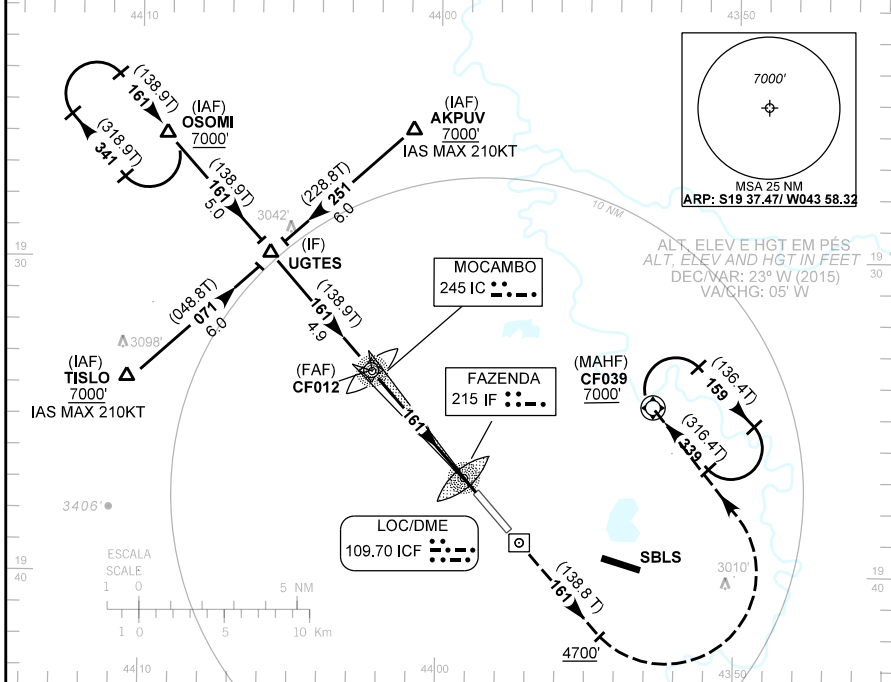 44 10
44 00
43 50
(138.9T)
161
(IAF)
OSOMI
7000'
(318.9T)
341
(138.9T)
161
5.0
(IAF)
AKPUV
7000'
IAS MAX 210KT
(228.8T)
251
6.0
7000'
MSA 25 NM
ARP: S19 37.47/ W043 58.32
3042'
10 NM
19
30
19
30
(IF)
UGTES
ALT, ELEV E HGT EM PÉS
ALT, ELEV AND HGT IN FEET
DEC/VAR: 23º W (2015)
VA/CHG: 05' W
MOCAMBO
245 IC
(048.8T)
071
6.0
(138.9T)
161
4.9
3098'
(IAF)
TISLO
7000'
IAS MAX 210KT
(FAF)
CF012
FAZENDA
215 IF
(MAHF)
CF039
7000'
(136.4T)
159
(316.4T)
339
161
3406'
LOC/DME
109.70 ICF
SBLS
ESCALA
SCALE
1 0 5 NM
1 0 5 10 Km
19
40
19
40
3010'
(138.8 T)
161
4700'
44 10
44 00
43 50